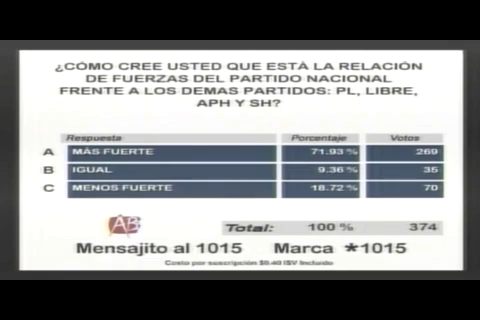 ¿CÓMO CREE USTED QUE ESTÁ LA RELACIÓN
DE FUERZAS DEL PARTIDO NACIONAL
FRENTE A LOS DEMAS PARTIDOS: PL, LIBRE,
APH Y SH?
Respuesta Porcentaje Votos
A MÁS FUERTE 71.93 % 269
B IGUAL 9.36 % 35
C MENOS FUERTE 18.72 % 70
AB Total: 100 % 374
Mensajito al 1015 Marca *1015
Costo por suscripción $0.40 ISV Incluido